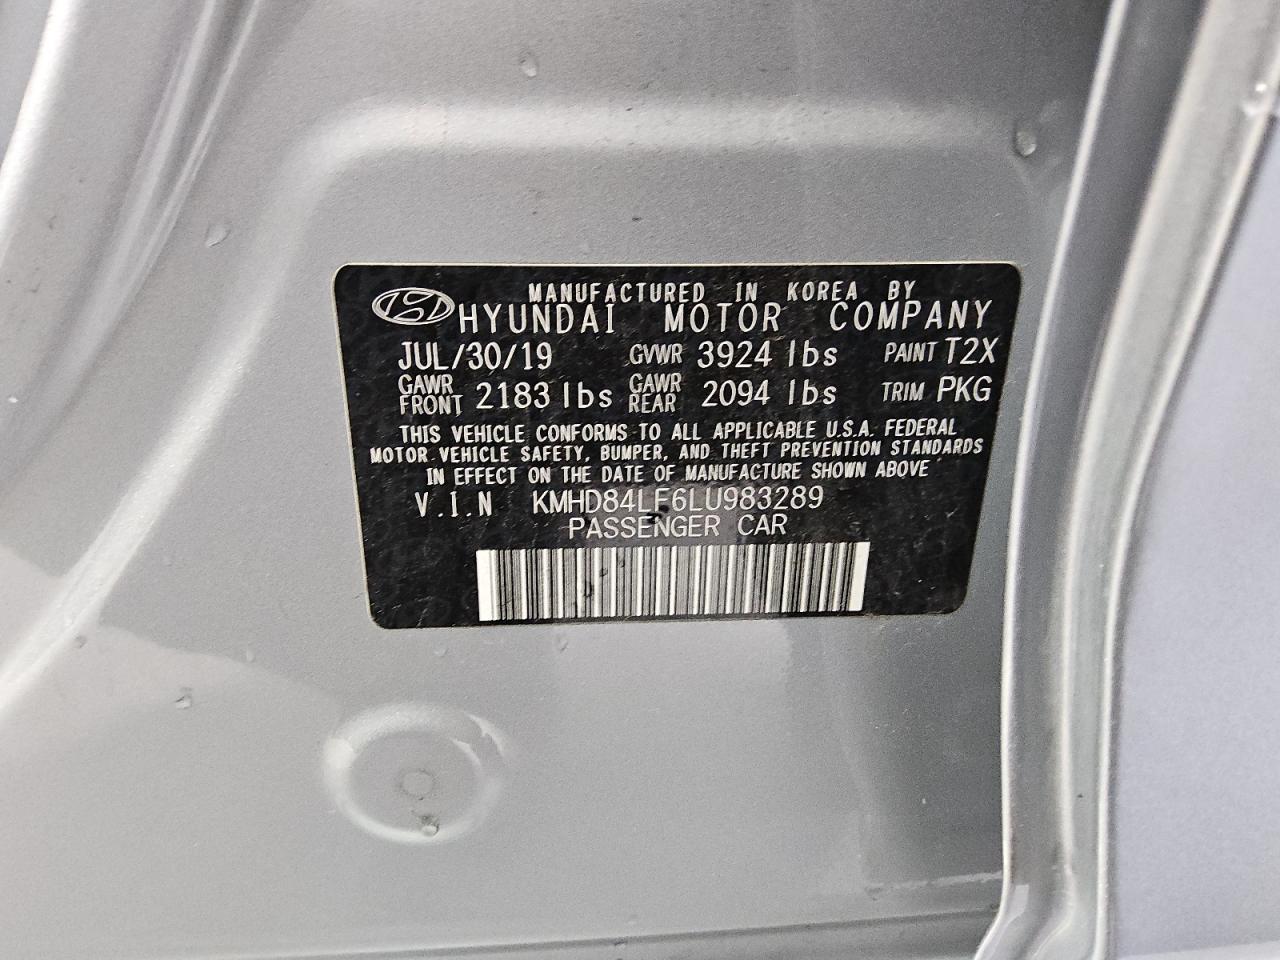 MANUFACTURED IN KOREA BY
HYUNDAI MOTOR COMPANY
JUL/30/19 GVWR 3924 lbs PAINT T2X
GAWR FRONT 2183 lbs GAWR REAR 2094 lbs TRIM PKG
THIS VEHICLE CONFORMS TO ALL APPLICABLE U.S.A. FEDERAL
MOTOR VEHICLE SAFETY, BUMPER, AND THEFT PREVENTION STANDARDS
IN EFFECT ON THE DATE OF MANUFACTURE SHOWN ABOVE
V.I.N KMHD84LF6LU983289
PASSENGER CAR